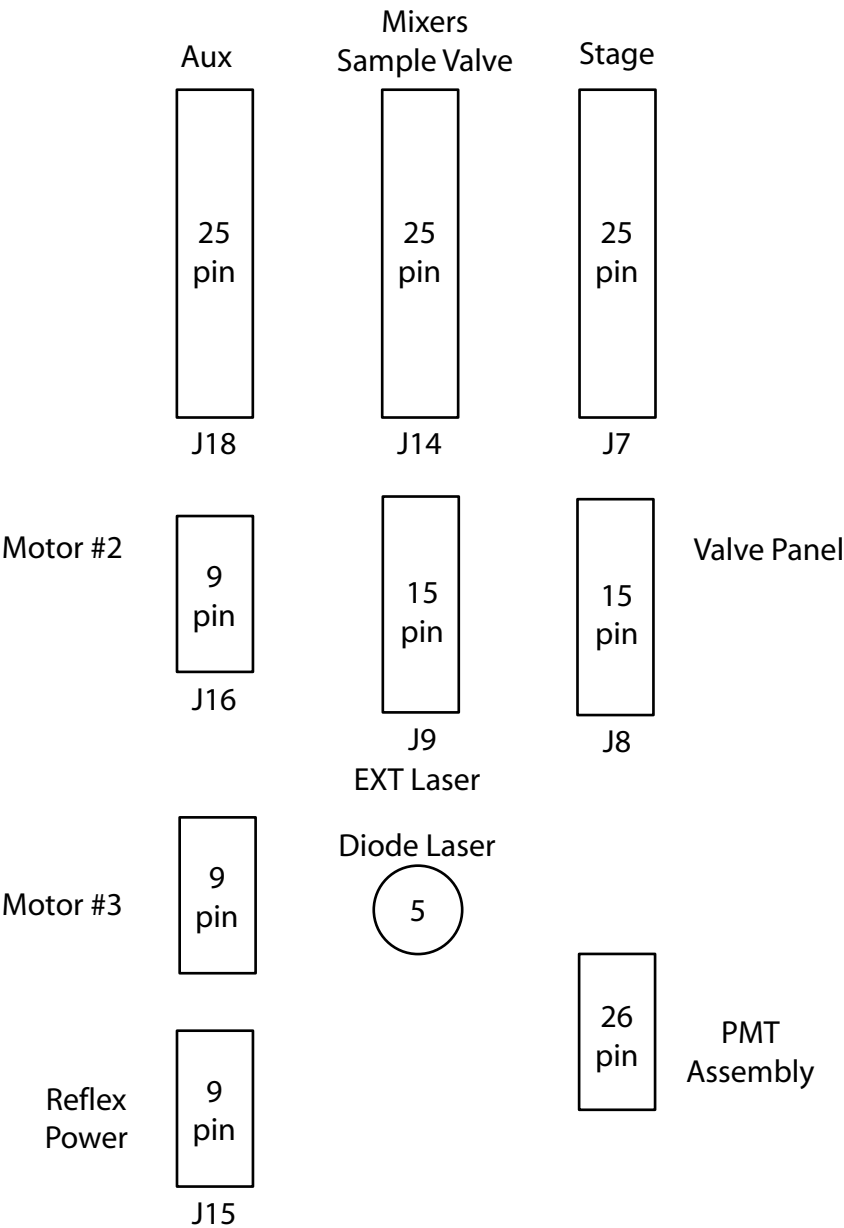 Aux
Mixers
Sample Valve
Stage
25
pin
25
pin
25
pin
J18
J14
J7
Motor #2
9
pin
J16
15
pin
J9
EXT Laser
15
pin
J8
Valve Panel
Motor #3
9
pin
Diode Laser
5
26
pin
PMT
Assembly
Reflex
Power
9
pin
J15